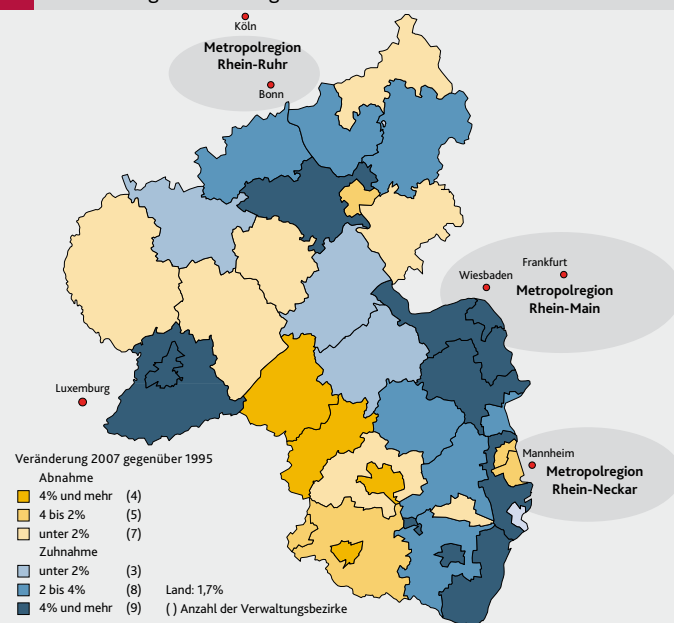 Köln
Metropolregion
Rhein-Ruhr
Bonn
Frankfurt
Wiesbaden
Metropolregion
Rhein-Main
Luxemburg
Mannheim
Metropolregion
Rhein-Neckar
Veränderung 2007 gegenüber 1995
Abnahme
4% und mehr (4)
4 bis 2% (5)
unter 2% (7)
Zuhnahme
unter 2% (3)
2 bis 4% (8) Land: 1,7%
4% und mehr (9) ( ) Anzahl der Verwaltungsbezirke